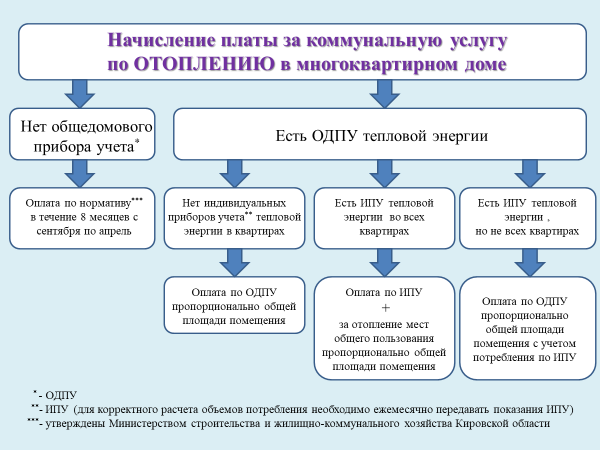 Начисление платы за коммунальную услугу
по ОТОПЛЕНИЮ в многоквартирном доме
Нет общедомового
прибора учета*
Есть ОДПУ тепловой энергии
Оплата по нормативу***
в течение 8 месяцев с
сентября по апрель
Нет индивидуальных
приборов учета** тепловой
энергии в квартирах
Есть ИПУ тепловой
энергии во всех
квартирах
Есть ИПУ тепловой
энергии ,
но не всех квартирах
Оплата по ОДПУ
пропорционально общей
площади помещения
Оплата по ИПУ
+
за отопление мест
общего пользования
пропорционально общей
площади помещения
Оплата по ОДПУ
пропорционально
общей площади
помещения с учетом
потребления по ИПУ
*- ОДПУ
**- ИПУ (для корректного расчета объемов потребления необходимо ежемесячно передавать показания ИПУ)
***- утверждены Министерством строительства и жилищно-коммунального хозяйства Кировской области